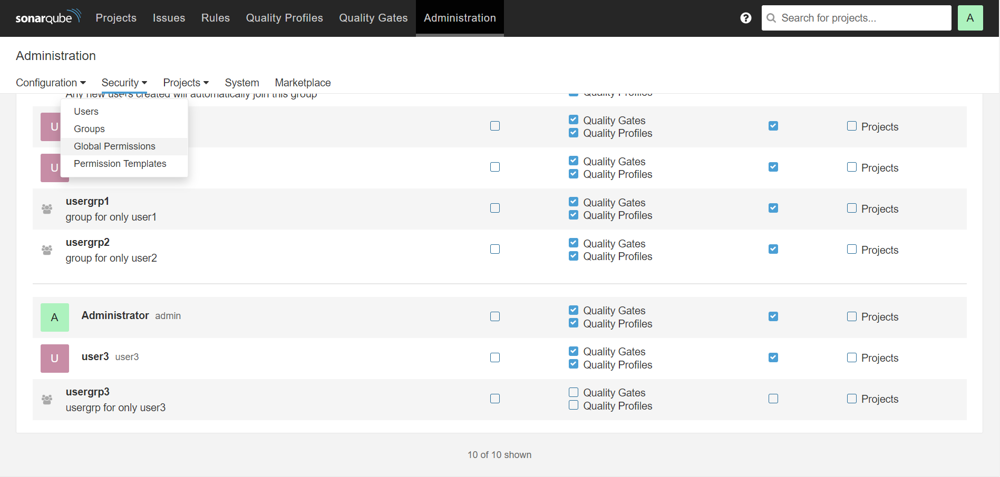 sonarqube Projects Issues Rules Quality Profiles Quality Gates Administration ? Search for projects... A
Administration
Configuration Security Projects System Marketplace
Any new users created will automatically join this group Quality Profiles
Users
Groups
Global Permissions
Permission Templates
U Quality Gates
Quality Profiles
Projects
U Quality Gates
Quality Profiles
Projects
usergrp1
group for only user1
Quality Gates
Quality Profiles
Projects
usergrp2
group for only user2
Quality Gates
Quality Profiles
Projects
A Administrator admin
Quality Gates
Quality Profiles
Projects
U user3 user3
Quality Gates
Quality Profiles
Projects
usergrp3
usergrp for only user3
Quality Gates
Quality Profiles
Projects
10 of 10 shown